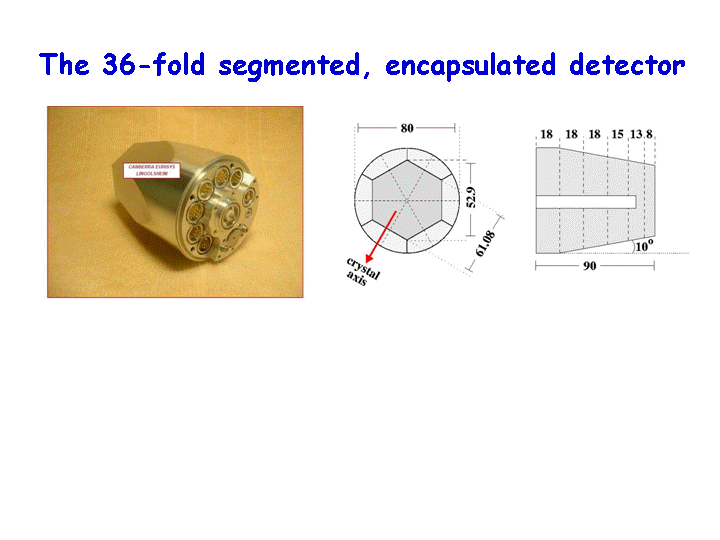 The 36-fold segmented, encapsulated detector
CANBERRA EURISYS
LINGOLSHEIM
80
52.9
61.08
crystal
axis
18 18 18 15 13 8
10°
90